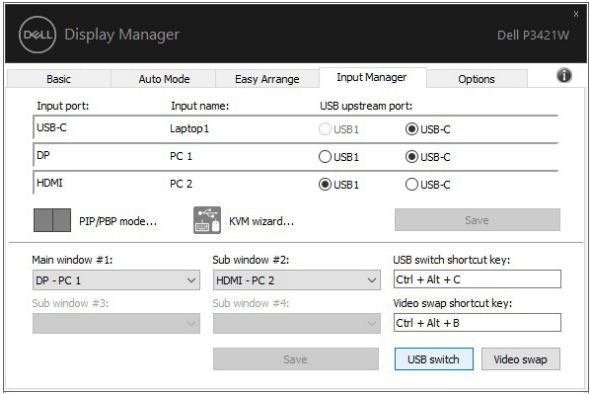 DELL Display Manager
x
Dell P3421W
Basic Auto Mode Easy Arrange Input Manager Options i
Input port: Input name: USB upstream port:
USB-C Laptop1 USB1 USB-C
DP PC 1 USB1 USB-C
HDMI PC 2 USB1 USB-C
PIP/PBP mode... KVM wizard... Save
Main window #1: Sub window #2: USB switch shortcut key:
DP - PC 1 HDMI - PC 2 Ctrl + Alt + C
Sub window #3: Sub window #4: Video swap shortcut key:
Ctrl + Alt + B
Save USB switch Video swap